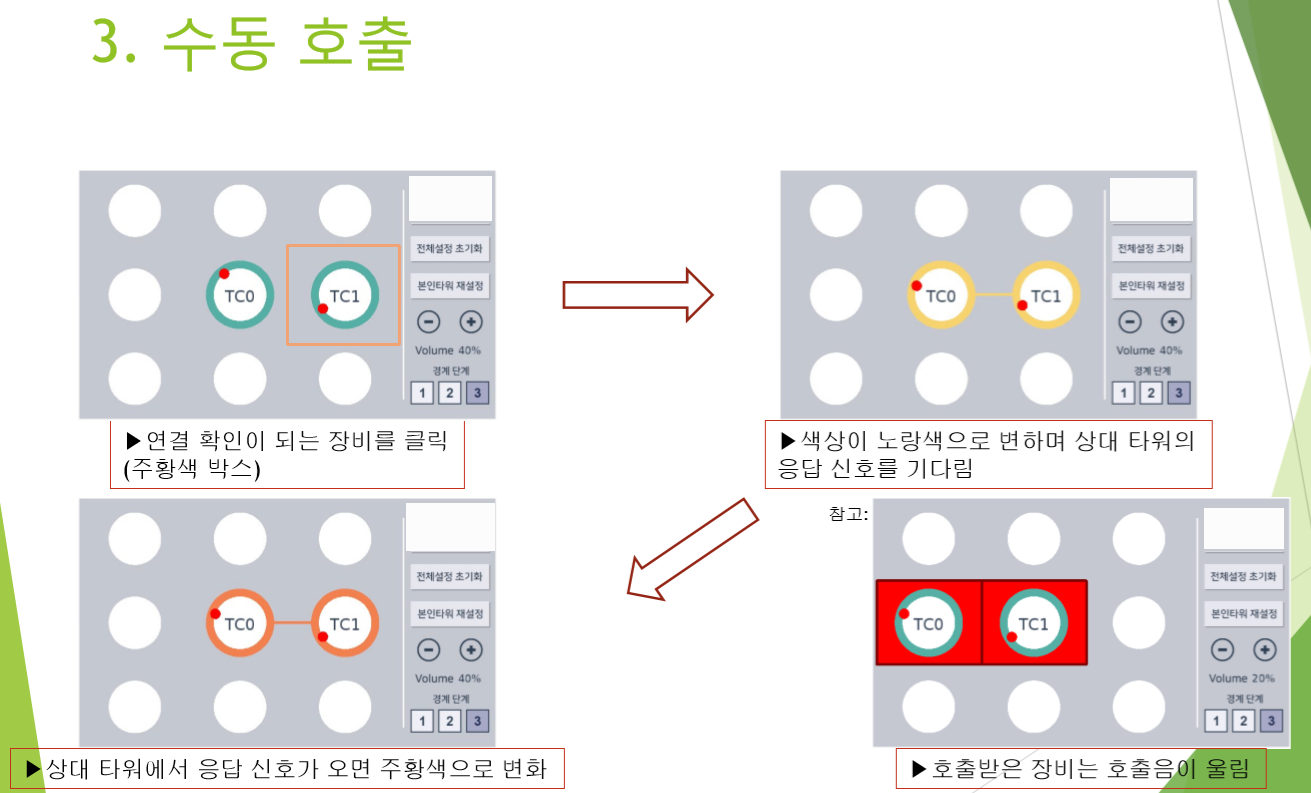 3. 수동 호출
TC0
TC1
전체설정 초기화
본인타워 재설정
Volume 40%
경계 단계
1 2 3
▶연결 확인이 되는 장비를 클릭
(주황색 박스)
TC0
TC1
전체설정 초기화
본인타워 재설정
Volume 40%
경계 단계
1 2 3
▶색상이 노랑색으로 변하며 상대 타워의
응답 신호를 기다림
TC0
TC1
전체설정 초기화
본인타워 재설정
Volume 40%
경계 단계
1 2 3
▶상대 타워에서 응답 신호가 오면 주황색으로 변화
참고:
TC0
TC1
전체설정 초기화
본인타워 재설정
Volume 20%
경계 단계
1 2 3
▶호출받은 장비는 호출음이 울림